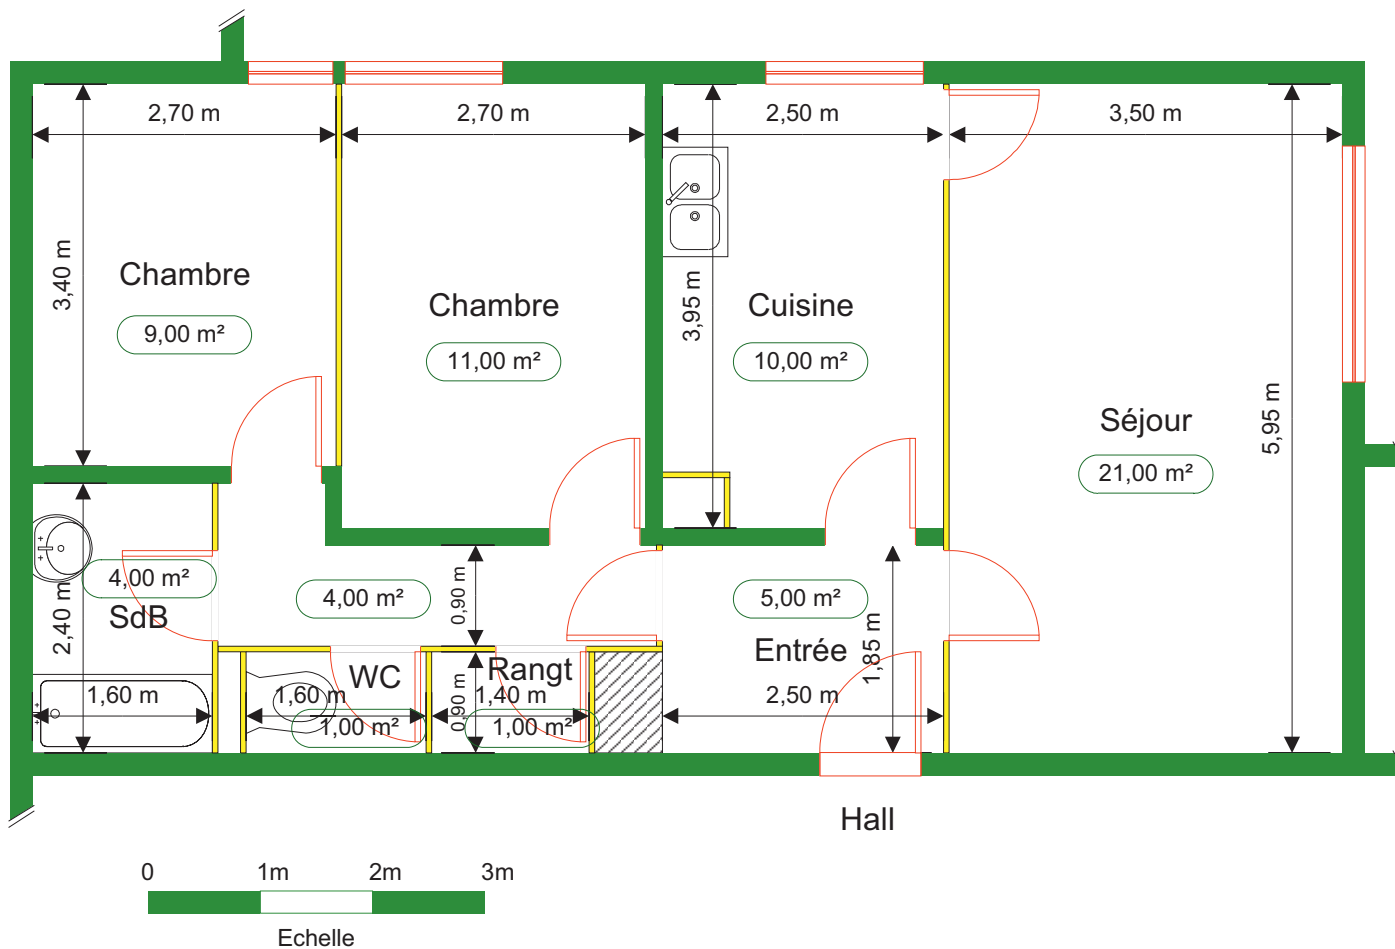 2,70 m
2,70 m
2,50 m
3,50 m
3,40 m
3,95 m
5,95 m
Chambre
9,00 m²
Chambre
11,00 m²
Cuisine
10,00 m²
Séjour
21,00 m²
4,00 m²
SdB
2,40 m
1,60 m
4,00 m²
0,90 m
5,00 m²
Entrée
1,85 m
2,50 m
WC
1,60 m
1,00 m²
Rangt
0,90 m
1,40 m
1,00 m²
Hall
0 1m 2m 3m
Echelle